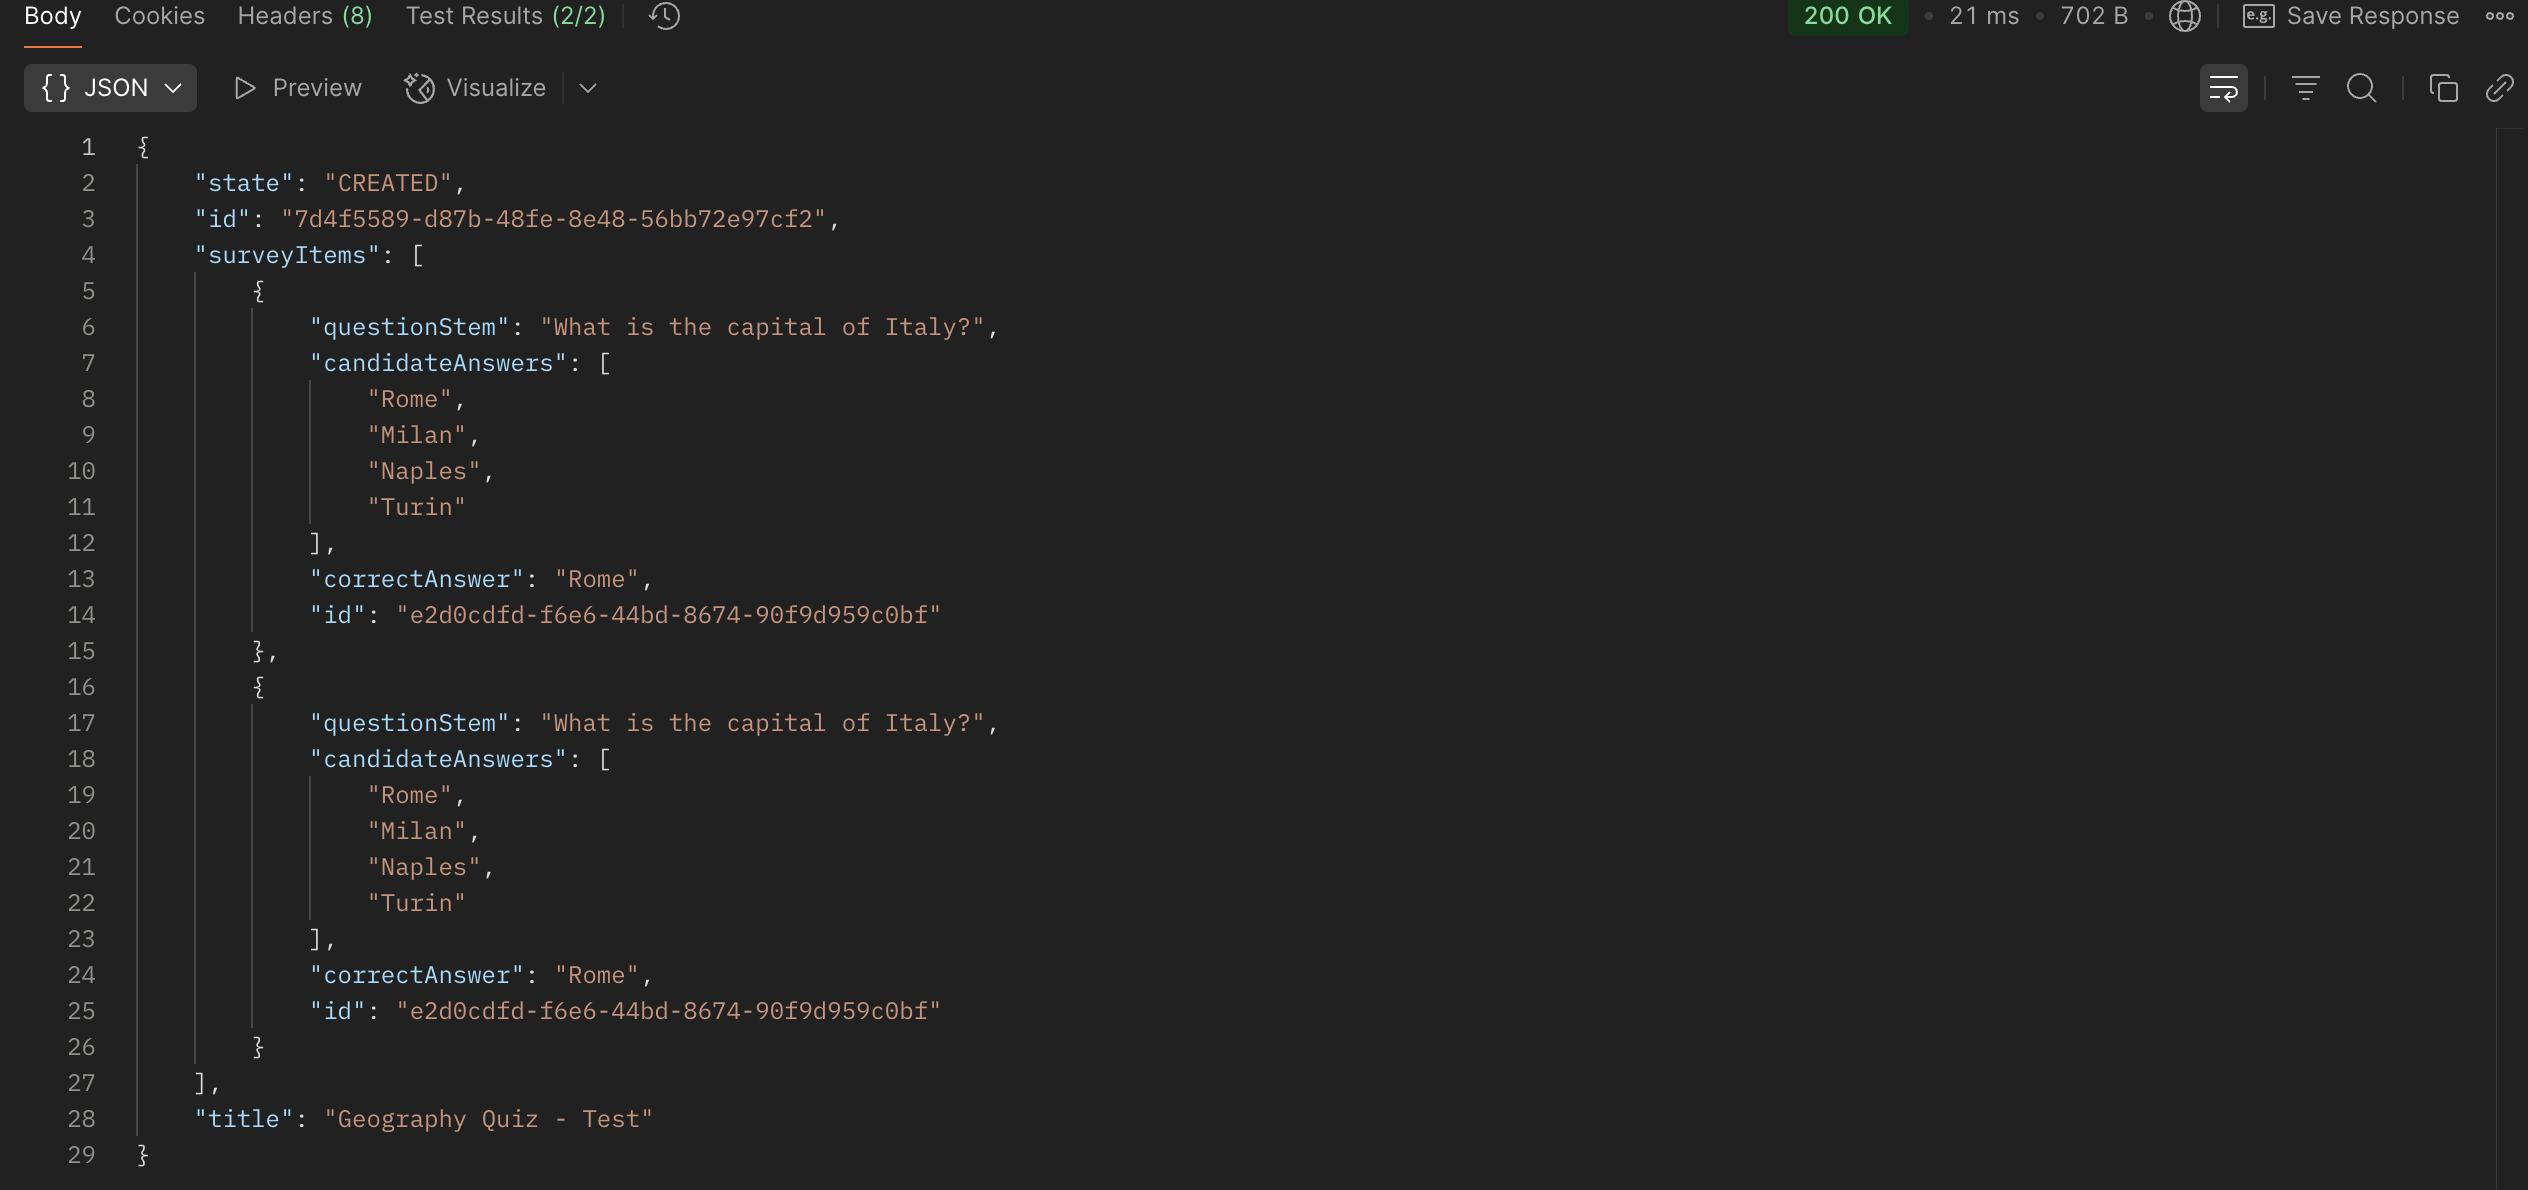 Body Cookies Headers (8) Test Results (2/2) 200 OK • 21 ms • 702 B • e.g. Save Response
{} JSON Preview Visualize
1 {
2 "state": "CREATED",
3 "id": "7d4f5589-d87b-48fe-8e48-56bb72e97cf2",
4 "surveyItems": [
5 {
6 "questionStem": "What is the capital of Italy?",
7 "candidateAnswers": [
8 "Rome",
9 "Milan",
10 "Naples",
11 "Turin"
12 ],
13 "correctAnswer": "Rome",
14 "id": "e2d0cdfd-f6e6-44bd-8674-90f9d959c0bf"
15 },
16 {
17 "questionStem": "What is the capital of Italy?",
18 "candidateAnswers": [
19 "Rome",
20 "Milan",
21 "Naples",
22 "Turin"
23 ],
24 "correctAnswer": "Rome",
25 "id": "e2d0cdfd-f6e6-44bd-8674-90f9d959c0bf"
26 }
27 ],
28 "title": "Geography Quiz - Test"
29 }